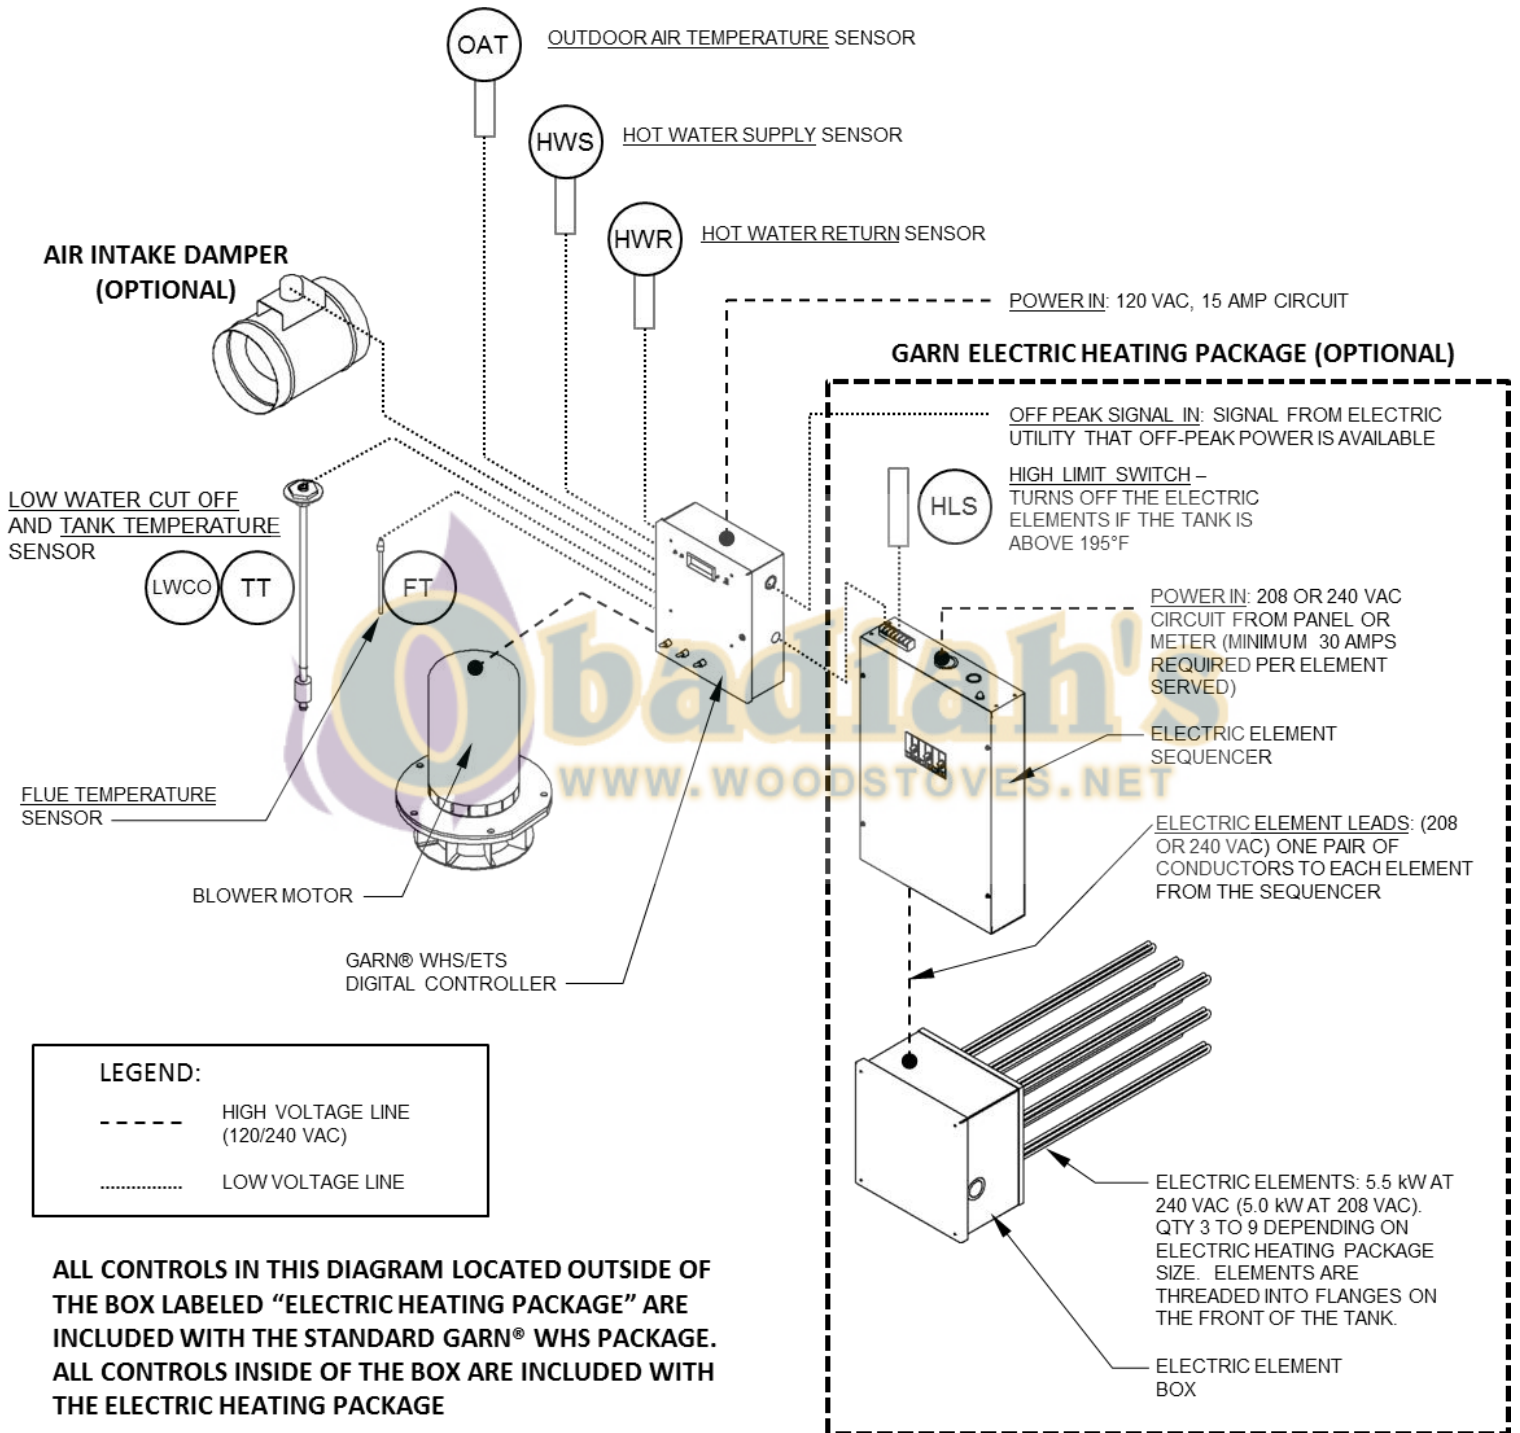 OAT
OUTDOOR AIR TEMPERATURE SENSOR
HWS
HOT WATER SUPPLY SENSOR
HWR
HOT WATER RETURN SENSOR
AIR INTAKE DAMPER
(OPTIONAL)
POWER IN: 120 VAC, 15 AMP CIRCUIT
GARN ELECTRIC HEATING PACKAGE (OPTIONAL)
OFF PEAK SIGNAL IN: SIGNAL FROM ELECTRIC
UTILITY THAT OFF-PEAK POWER IS AVAILABLE
HLS
HIGH LIMIT SWITCH –
TURNS OFF THE ELECTRIC
ELEMENTS IF THE TANK IS
ABOVE 195°F
LOW WATER CUT OFF
AND TANK TEMPERATURE
SENSOR
LWCO
TT
FT
POWER IN: 208 OR 240 VAC
CIRCUIT FROM PANEL OR
METER (MINIMUM 30 AMPS
REQUIRED PER ELEMENT
SERVED)
Obadiah's
WWW.WOODSTOVES.NET
ELECTRIC ELEMENT
SEQUENCER
FLUE TEMPERATURE
SENSOR
ELECTRIC ELEMENT LEADS: (208
OR 240 VAC) ONE PAIR OF
CONDUCTORS TO EACH ELEMENT
FROM THE SEQUENCER
BLOWER MOTOR
GARN® WHS/ETS
DIGITAL CONTROLLER
LEGEND:
HIGH VOLTAGE LINE
(120/240 VAC)
LOW VOLTAGE LINE
ELECTRIC ELEMENTS: 5.5 kW AT
240 VAC (5.0 kW AT 208 VAC).
QTY 3 TO 9 DEPENDING ON
ELECTRIC HEATING PACKAGE
SIZE. ELEMENTS ARE
THREADED INTO FLANGES ON
THE FRONT OF THE TANK.
ELECTRIC ELEMENT
BOX
ALL CONTROLS IN THIS DIAGRAM LOCATED OUTSIDE OF
THE BOX LABELED “ELECTRIC HEATING PACKAGE” ARE
INCLUDED WITH THE STANDARD GARN® WHS PACKAGE.
ALL CONTROLS INSIDE OF THE BOX ARE INCLUDED WITH
THE ELECTRIC HEATING PACKAGE